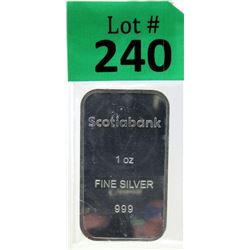 Lot #
240
Scotiabank
1 oz
FINE SILVER
999